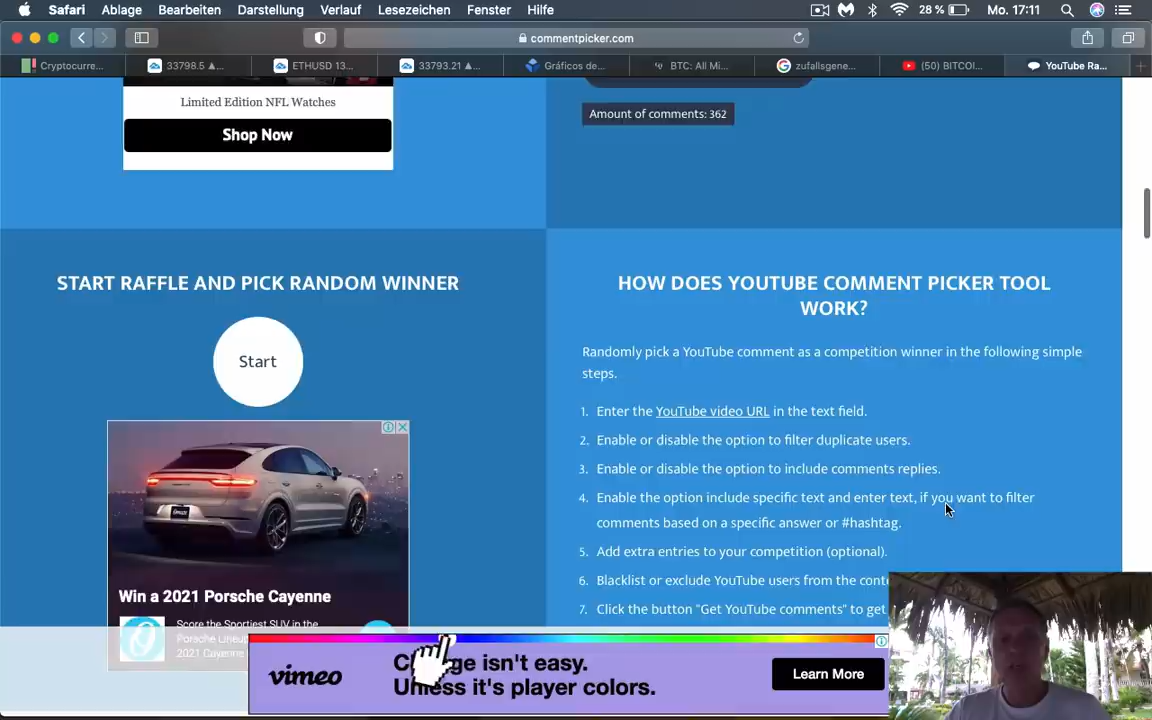 Safari Ablage Bearbeiten Darstellung Verlauf Lesezeichen Fenster Hilfe 28 % Mo. 17:11
commentpicker.com
Cryptocurre... 33798.5 ▲... ETHUSD 13... 33793.21 ▲... Gráficos de... BTC: All Mi... zufallsgene... (50) BITCOI... YouTube Ra...
Limited Edition NFL Watches
Shop Now
Amount of comments: 362
START RAFFLE AND PICK RANDOM WINNER
Start
Win a 2021 Porsche Cayenne
Score the Sportiest SUV in the
Porsche Lineup
2021 Cayenne
HOW DOES YOUTUBE COMMENT PICKER TOOL
WORK?
Randomly pick a YouTube comment as a competition winner in the following simple
steps.
1. Enter the YouTube video URL in the text field.
2. Enable or disable the option to filter duplicate users.
3. Enable or disable the option to include comments replies.
4. Enable the option include specific text and enter text, if you want to filter
comments based on a specific answer or #hashtag.
5. Add extra entries to your competition (optional).
6. Blacklist or exclude YouTube users from the conte
7. Click the button "Get YouTube comments" to get
vimeo
isn't easy.
Unless it's player colors.
Learn More